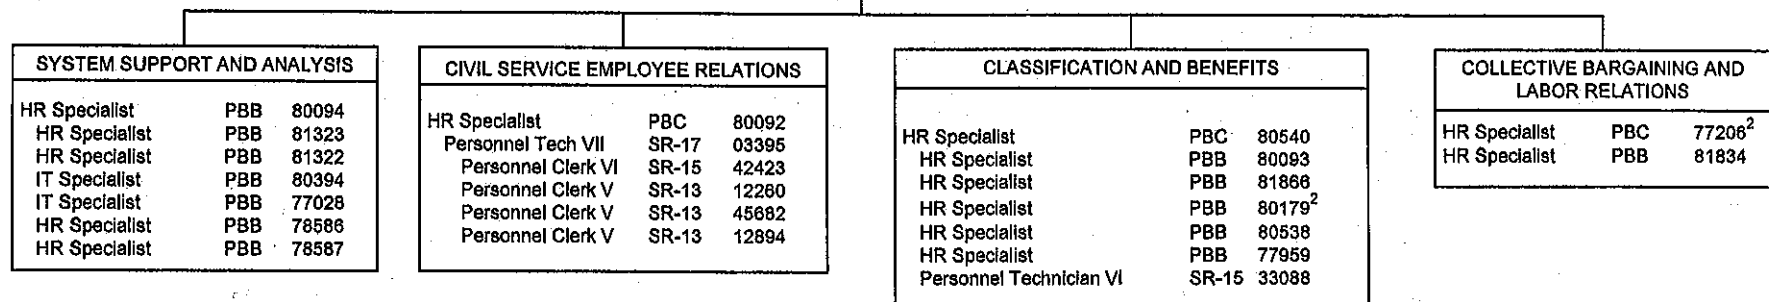 SYSTEM SUPPORT AND ANALYSIS
HR Specialist PBB 80094
HR Specialist PBB 81323
HR Specialist PBB 81322
IT Specialist PBB 80394
IT Specialist PBB 77028
HR Specialist PBB 78586
HR Specialist PBB 78587
CIVIL SERVICE EMPLOYEE RELATIONS
HR Specialist PBC 80092
Personnel Tech VII SR-17 03395
Personnel Clerk VI SR-15 42423
Personnel Clerk V SR-13 12260
Personnel Clerk V SR-13 45682
Personnel Clerk V SR-13 12894
CLASSIFICATION AND BENEFITS
HR Specialist PBC 80540
HR Specialist PBB 80093
HR Specialist PBB 81866
HR Specialist PBB 80179²
HR Specialist PBB 80538
HR Specialist PBB 77959
Personnel Technician VI SR-15 33088
COLLECTIVE BARGAINING AND
LABOR RELATIONS
HR Specialist PBC 77206²
HR Specialist PBB 81834